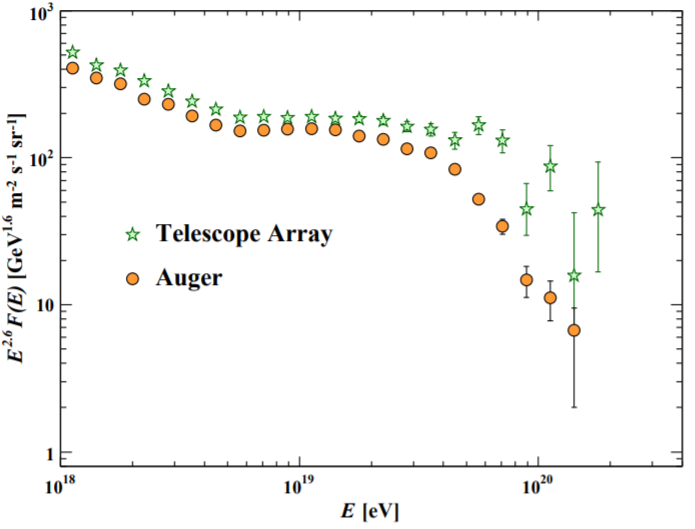 10³
10²
10
1
E^2.6 F(E) [GeV^1.6 m⁻² s⁻¹ sr⁻¹]
Telescope Array
Auger
10¹⁸
10¹⁹
10²⁰
E [eV]